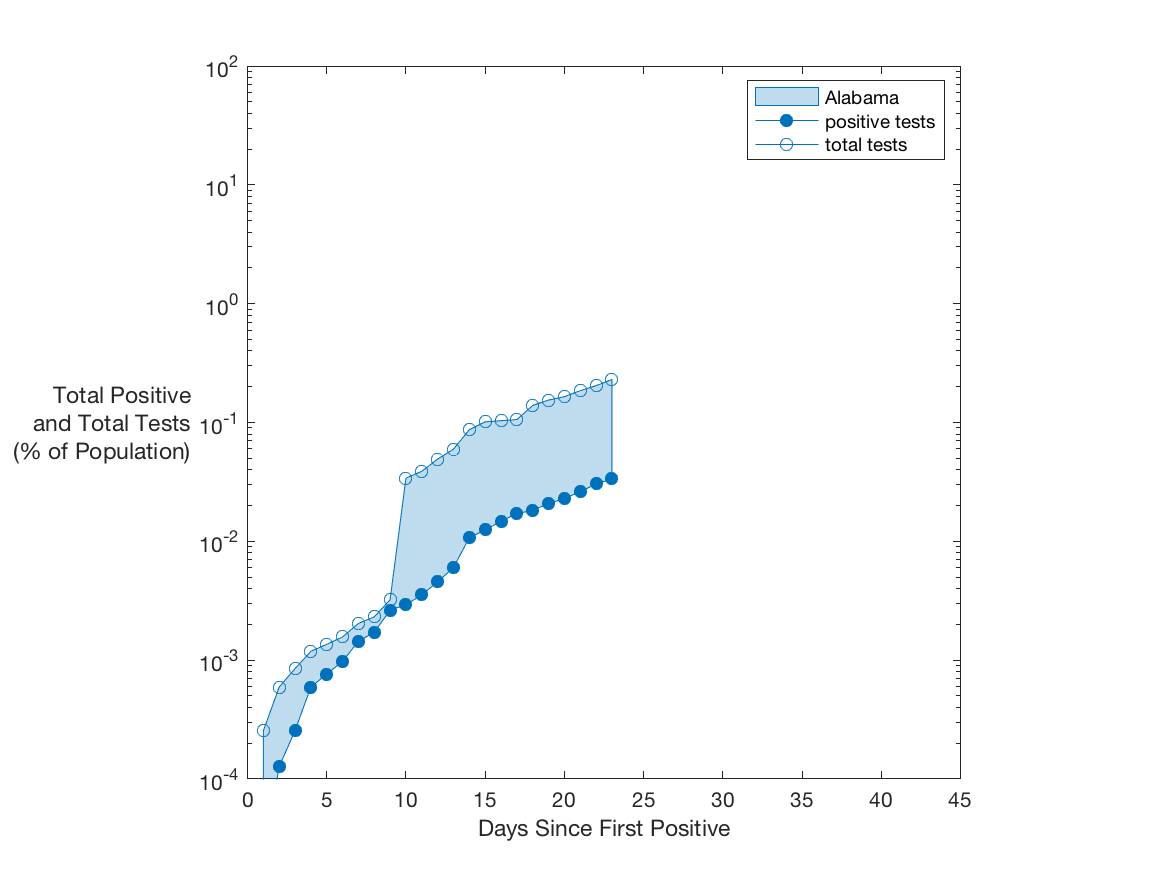 10^2
10^1
10^0
10^-1
10^-2
10^-3
10^-4
Total Positive
and Total Tests
(% of Population)
0 5 10 15 20 25 30 35 40 45
Days Since First Positive
Alabama
positive tests
total tests